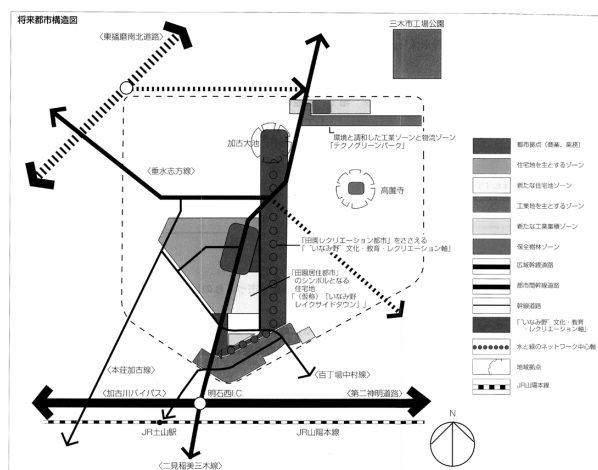 将来都市構造図
〈東播磨南北道路〉
三木市工場公園
環境と調和した工業ゾーンと物流ゾーン
「テクノグリーンパーク」
加古大池
〈垂水志方線〉
高薗寺
「田園レクリエーション都市」をささえる
「"いなみ野"文化・教育・レクリエーション軸」
「田園居住都市」
のシンボルとなる
住宅地
「(仮称)『いなみ野
レイクサイドタウン』」
〈本荘加古線〉
〈百丁場中村線〉
〈加古川バイパス〉
明石西I.C.
〈第二神明道路〉
JR土山駅
JR山陽本線
〈二見稲美三木線〉
都市拠点(商業、業務)
住宅地を主とするゾーン
新たな住宅地ゾーン
工業地を主とするゾーン
新たな工業集積ゾーン
保全樹林ゾーン
広域幹線道路
都市間幹線道路
幹線道路
「"いなみ野"文化・教育
・レクリエーション軸」
水と緑のネットワーク中心軸
地域拠点
JR山陽本線
N